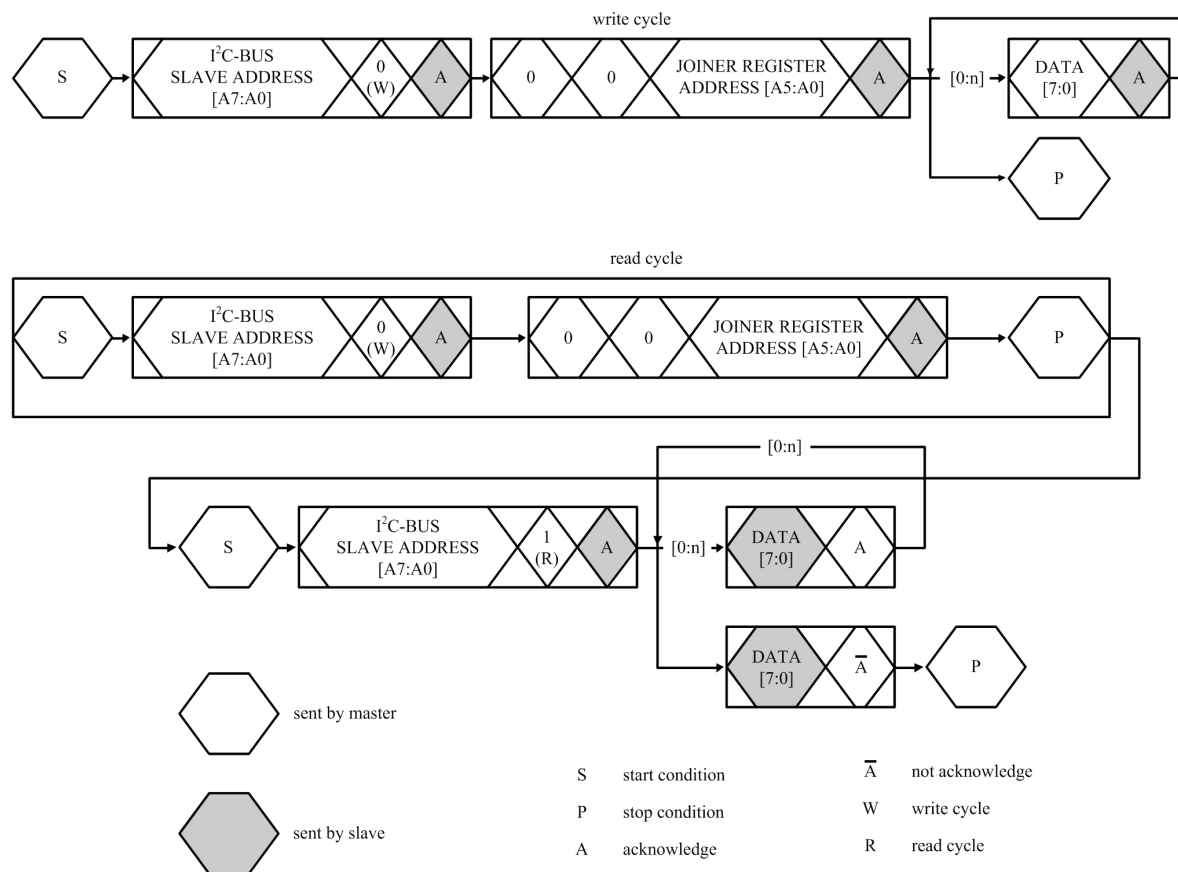 write cycle
S
I²C-BUS
SLAVE ADDRESS
[A7:A0]
0
(W)
A
0
0
JOINER REGISTER
ADDRESS [A5:A0]
A
[0:n]
DATA
[7:0]
A
P
read cycle
S
I²C-BUS
SLAVE ADDRESS
[A7:A0]
0
(W)
A
0
0
JOINER REGISTER
ADDRESS [A5:A0]
A
P
[0:n]
S
I²C-BUS
SLAVE ADDRESS
[A7:A0]
1
(R)
A
[0:n]
DATA
[7:0]
A
DATA
[7:0]
A̅
P
sent by master
sent by slave
S start condition
P stop condition
A acknowledge
A̅ not acknowledge
W write cycle
R read cycle